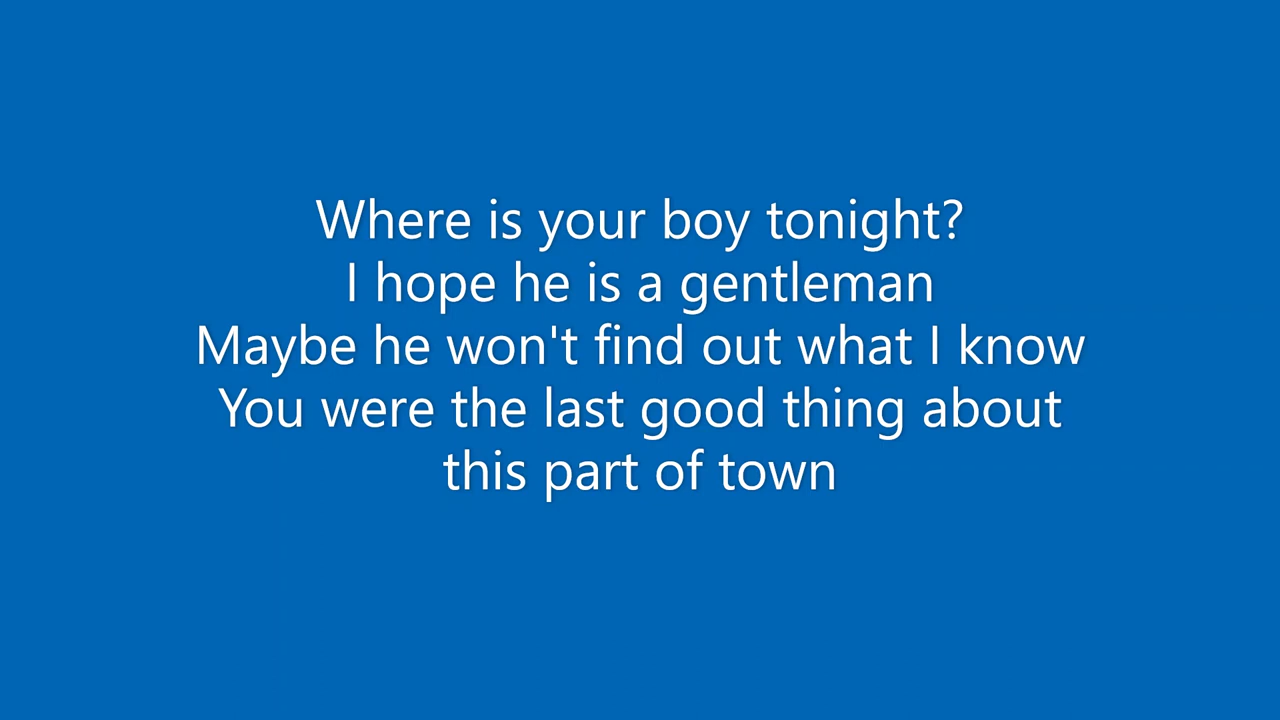 Where is your boy tonight?
I hope he is a gentleman
Maybe he won't find out what I know
You were the last good thing about
this part of town